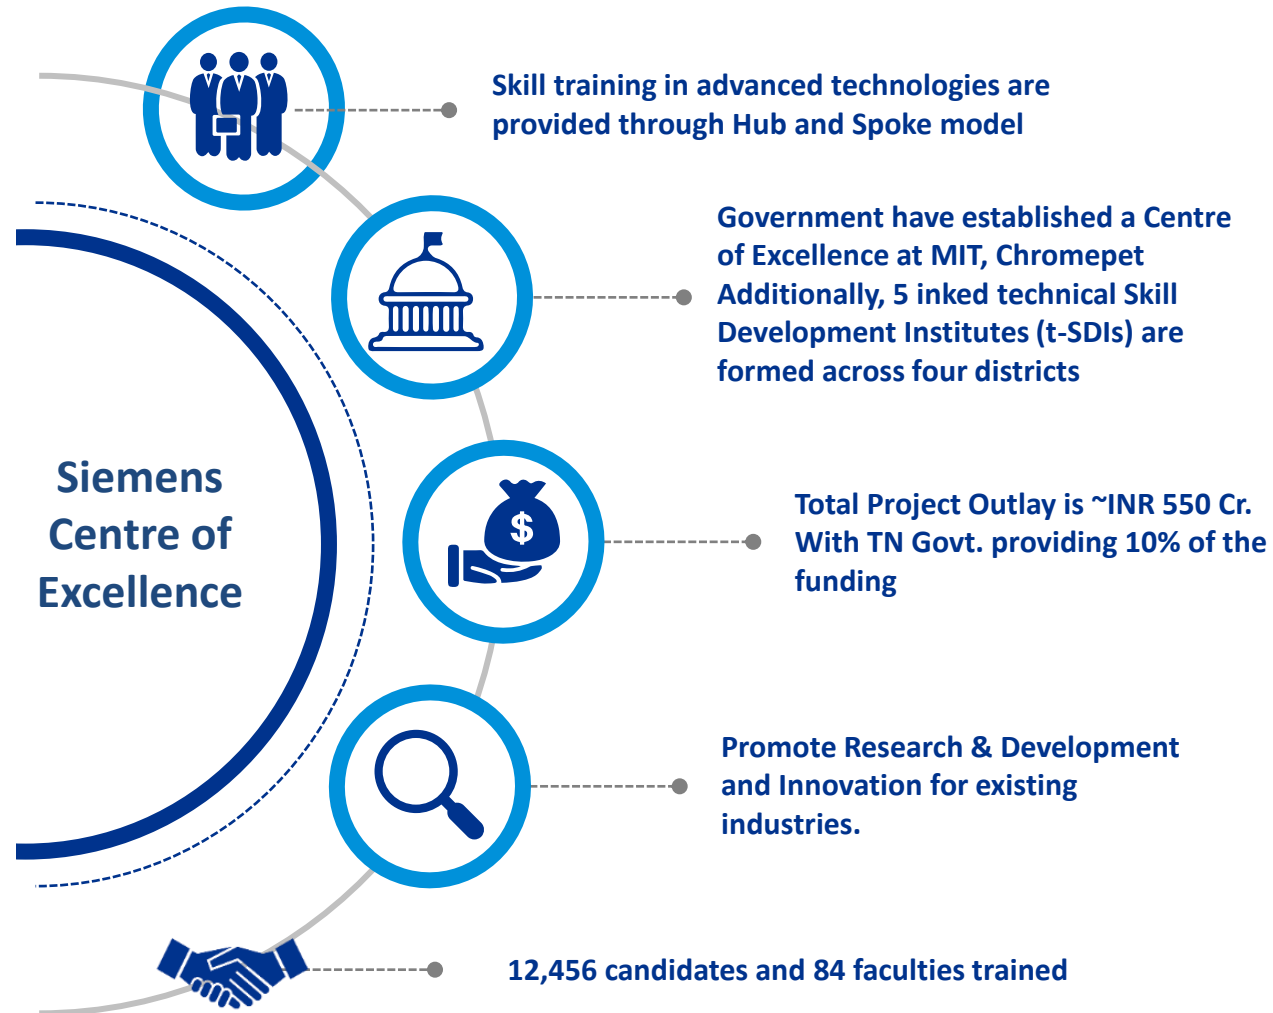 Skill training in advanced technologies are
provided through Hub and Spoke model
Government have established a Centre
of Excellence at MIT, Chromepet
Additionally, 5 inked technical Skill
Development Institutes (t-SDIs) are
formed across four districts
Siemens
Centre of
Excellence
$
Total Project Outlay is ~INR 550 Cr.
With TN Govt. providing 10% of the
funding
Promote Research & Development
and Innovation for existing
industries.
12,456 candidates and 84 faculties trained